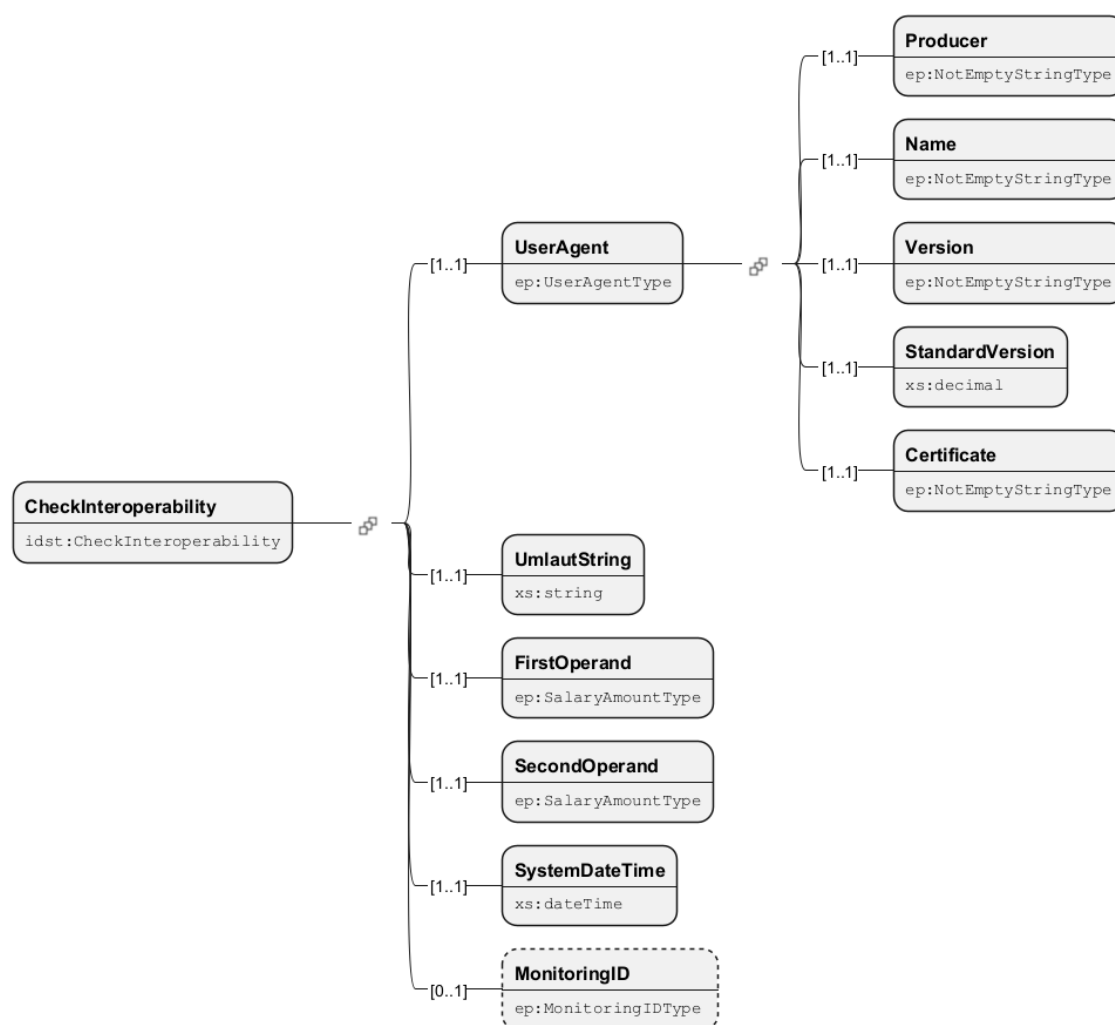 Producer
[1..1]
ep:NotEmptyStringType
Name
[1..1]
ep:NotEmptyStringType
UserAgent
[1..1]
ep:UserAgentType
Version
[1..1]
ep:NotEmptyStringType
StandardVersion
[1..1]
xs:decimal
Certificate
[1..1]
ep:NotEmptyStringType
CheckInteroperability
idst:CheckInteroperability
UmlautString
[1..1]
xs:string
FirstOperand
[1..1]
ep:SalaryAmountType
SecondOperand
[1..1]
ep:SalaryAmountType
SystemDateTime
[1..1]
xs:dateTime
MonitoringID
[0..1]
ep:MonitoringIDType